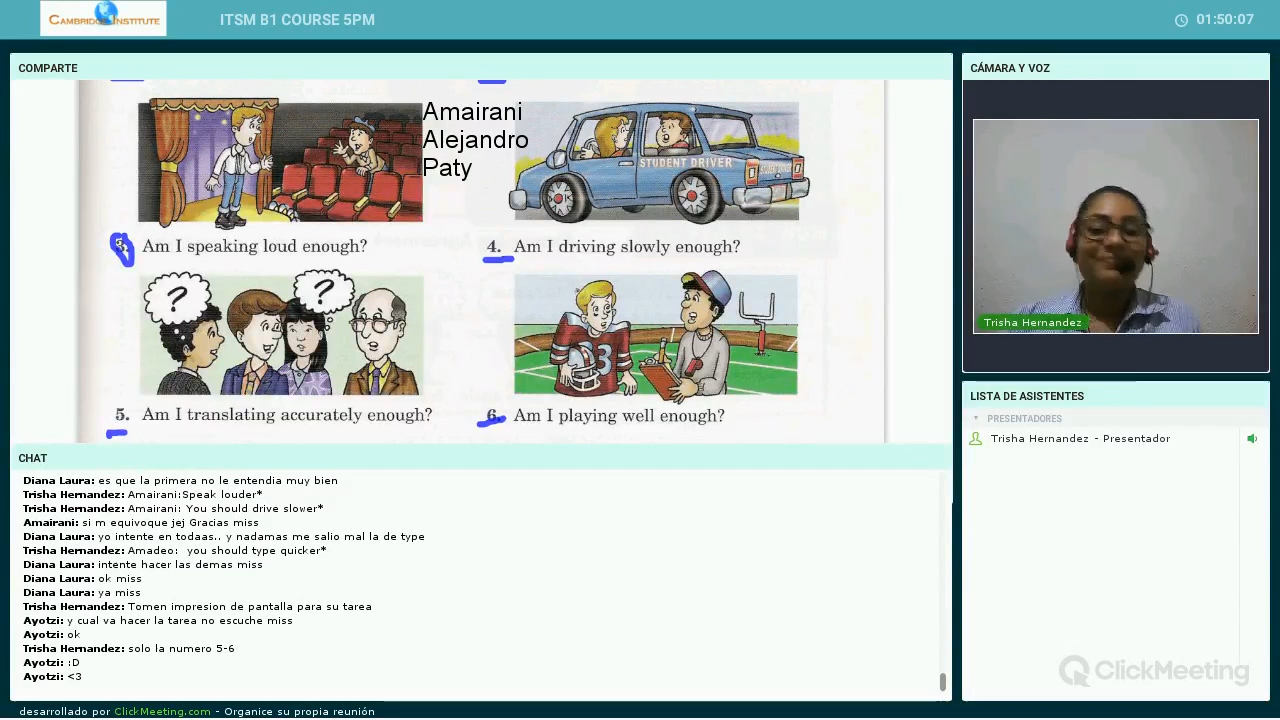 CAMBRIDGE INSTITUTE
ITSM B1 COURSE 5PM
01:50:07
COMPARTE
CÁMARA Y VOZ
Amairani
Alejandro
Paty
STUDENT DRIVER
Am I speaking loud enough?
4. Am I driving slowly enough?
?
?
33
5. Am I translating accurately enough?
6. Am I playing well enough?
Trisha Hernandez
LISTA DE ASISTENTES
PRESENTADORES
Trisha Hernandez - Presentador
CHAT
Diana Laura: es que la primera no le entendia muy bien
Trisha Hernandez: Amairani:Speak louder*
Trisha Hernandez: Amairani: You should drive slower*
Amairani: si m equivoque jej Gracias miss
Diana Laura: yo intente en todaas.. y nadamas me salio mal la de type
Trisha Hernandez: Amadeo: you should type quicker*
Diana Laura: intente hacer las demas miss
Diana Laura: ok miss
Diana Laura: ya miss
Trisha Hernandez: Tomen impresion de pantalla para su tarea
Ayotzi: y cual va hacer la tarea no escuche miss
Ayotzi: ok
Trisha Hernandez: solo la numero 5-6
Ayotzi: :D
Ayotzi: <3
ClickMeeting
desarrollado por ClickMeeting.com - Organice su propia reunión